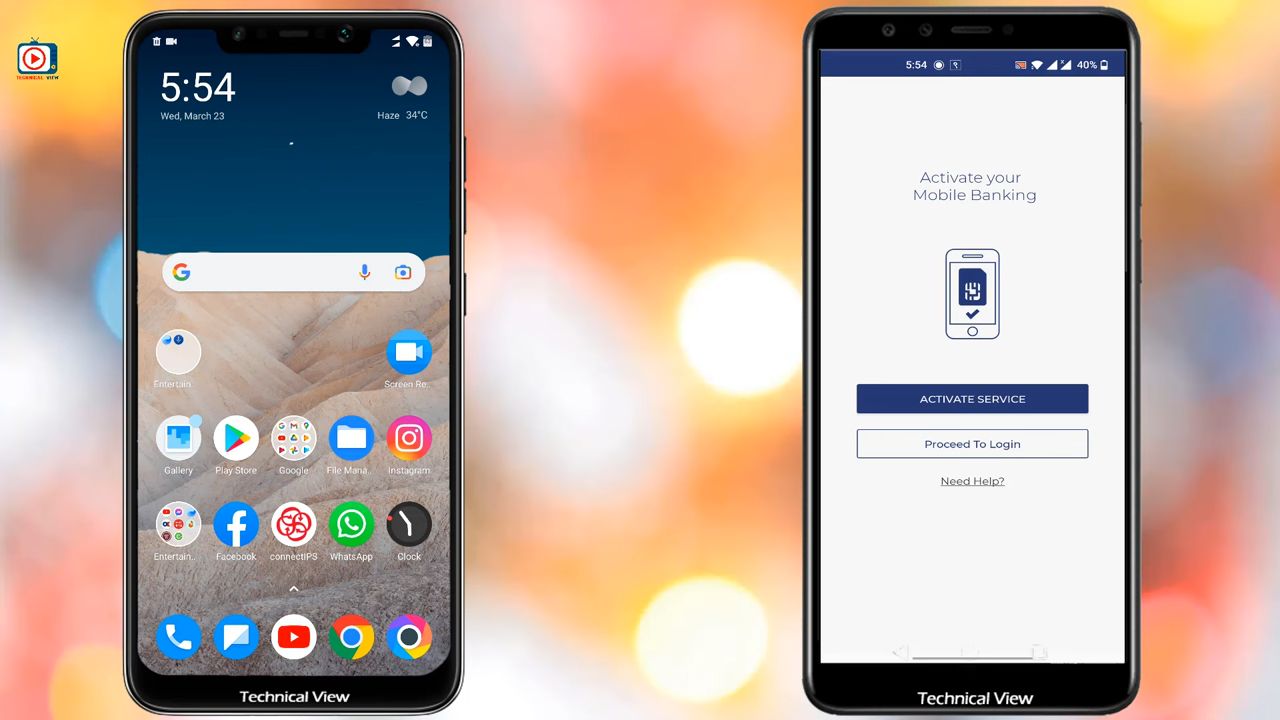 TECHNICAL VIEW
5:54
Wed, March 23
Haze 34°C
Entertain..
Screen Re..
Gallery
Play Store
Google
File Mana..
Instagram
Entertain..
Facebook
connectIPS
WhatsApp
Clock
Technical View
5:54
40%
Activate your
Mobile Banking
ACTIVATE SERVICE
Proceed To Login
Need Help?
Technical View